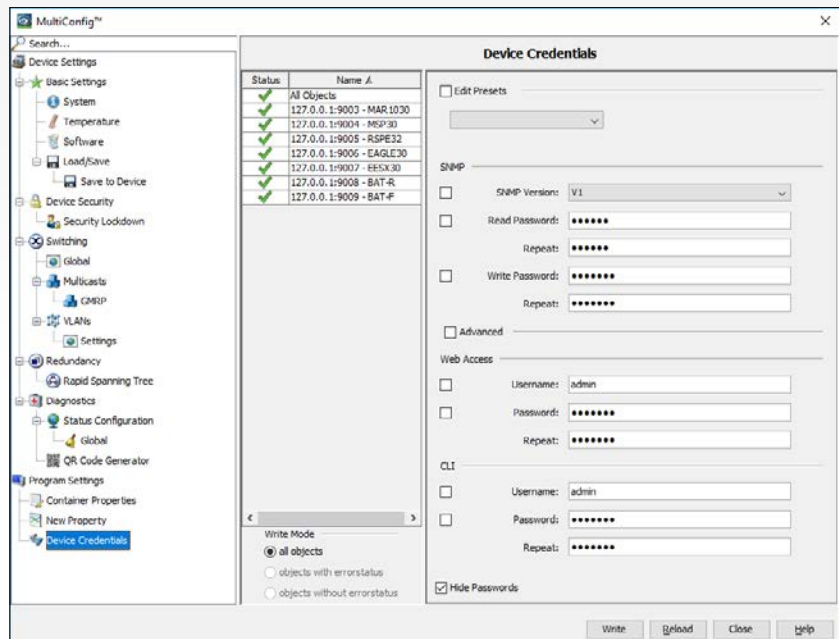 MultiConfig™
Search...
Device Settings
Basic Settings
System
Temperature
Software
Load/Save
Save to Device
Device Security
Security Lockdown
Switching
Global
Multicasts
GMRP
VLANs
Settings
Redundancy
Rapid Spanning Tree
Diagnostics
Status Configuration
Global
QR Code Generator
Program Settings
Container Properties
New Property
Device Credentials
Status Name
All Objects
127.0.0.1:9003 - MAR1030
127.0.0.1:9004 - MSP30
127.0.0.1:9005 - RSPE32
127.0.0.1:9006 - EAGLE30
127.0.0.1:9007 - EESX30
127.0.0.1:9008 - BAT-R
127.0.0.1:9009 - BAT-F
Write Mode
all objects
objects with errorstatus
objects without errorstatus
Device Credentials
Edit Presets
SNMP
SNMP Version: V1
Read Password: ••••••
Repeat: ••••••
Write Password: •••••••
Repeat: •••••••
Advanced
Web Access
Username: admin
Password: •••••••
Repeat: •••••••
CLI
Username: admin
Password: •••••••
Repeat: •••••••
Hide Passwords
Write Reload Close Help